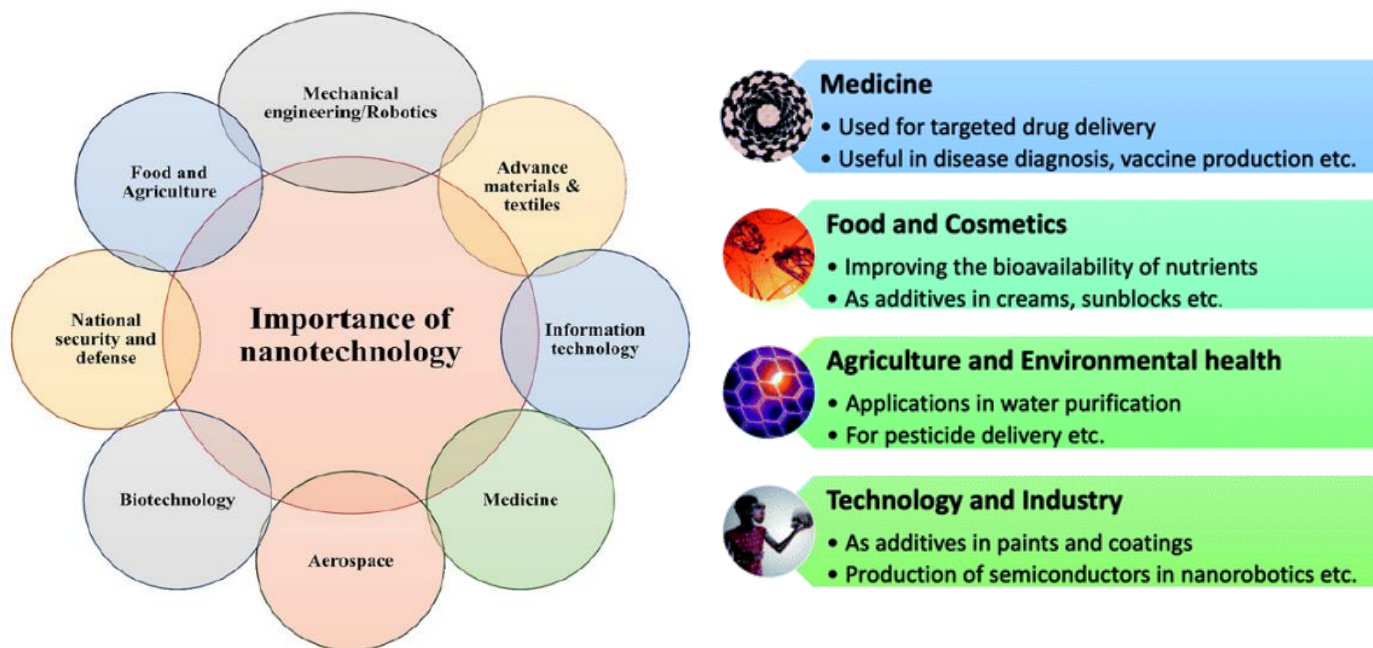 Mechanical
engineering/Robotics
Advance
materials &
textiles
Information
technology
Medicine
Aerospace
Biotechnology
National
security and
defense
Food and
Agriculture
Importance of
nanotechnology
Medicine
• Used for targeted drug delivery
• Useful in disease diagnosis, vaccine production etc.
Food and Cosmetics
• Improving the bioavailability of nutrients
• As additives in creams, sunblocks etc.
Agriculture and Environmental health
• Applications in water purification
• For pesticide delivery etc.
Technology and Industry
• As additives in paints and coatings
• Production of semiconductors in nanorobotics etc.